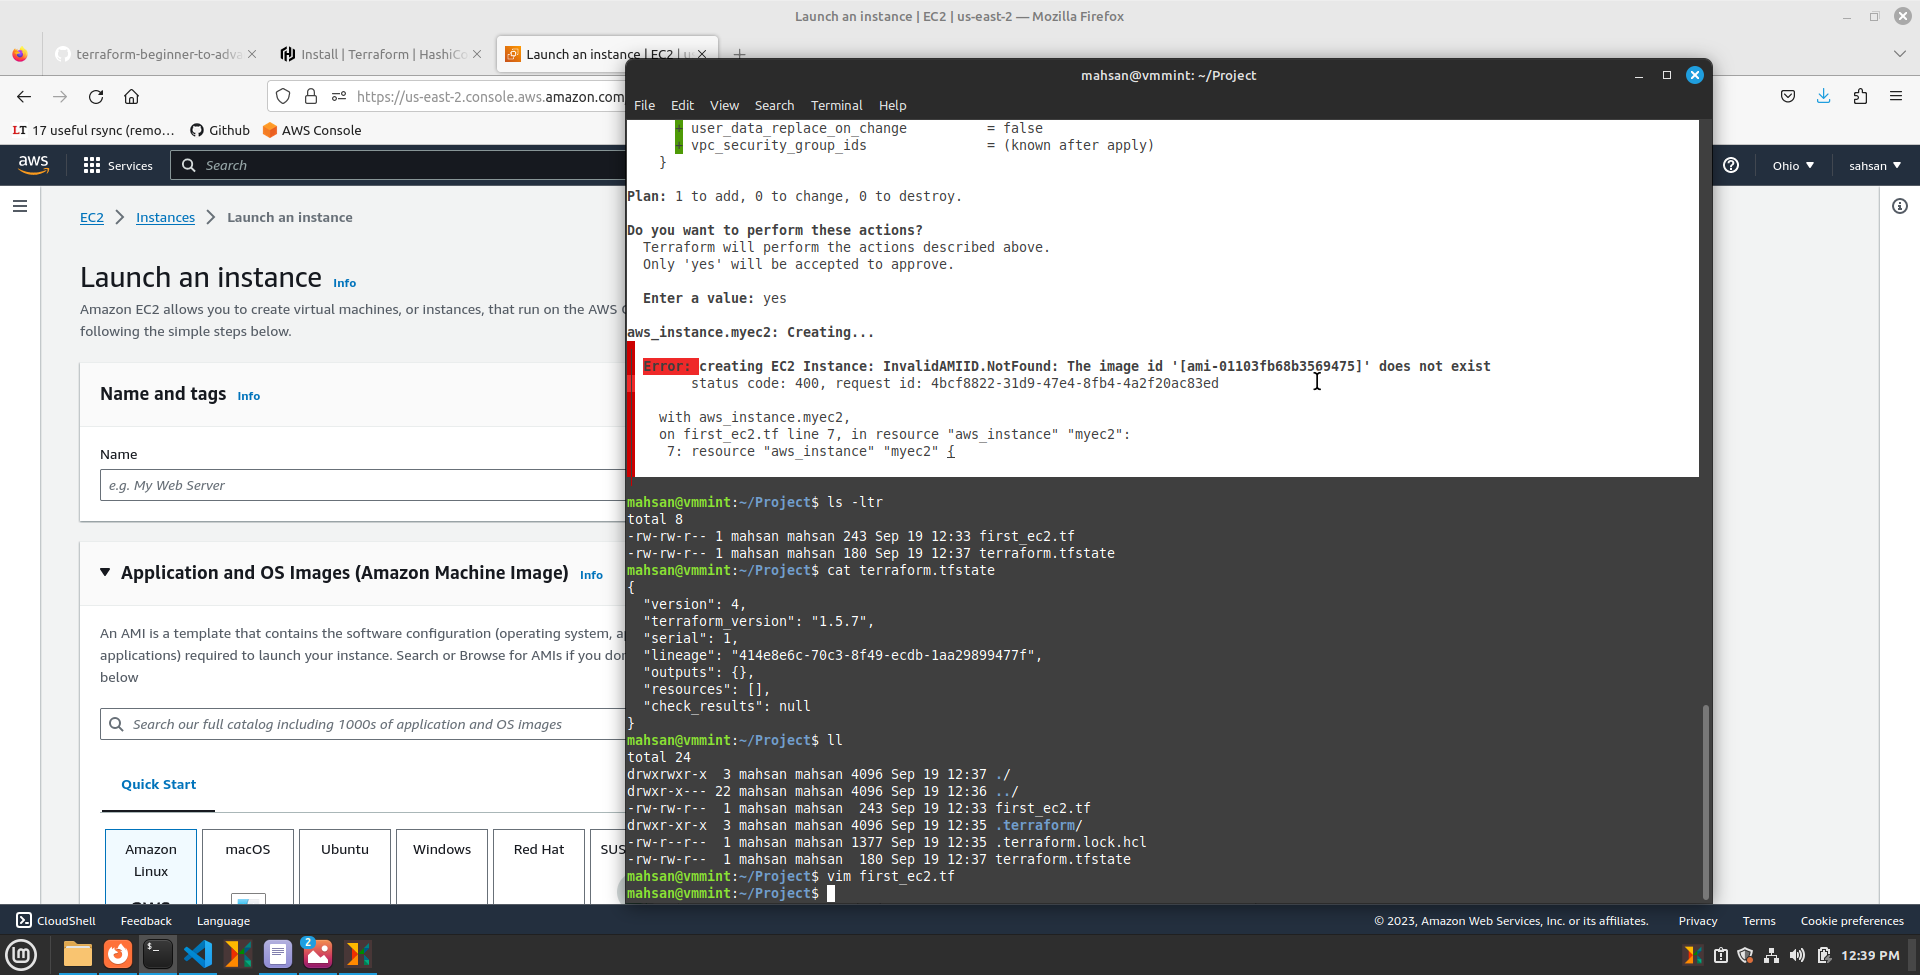 Launch an instance | EC2 | us-east-2 — Mozilla Firefox
terraform-beginner-to-adva
Install | Terraform | HashiCo
Launch an instance | EC2 | u
https://us-east-2.console.aws.amazon.com
LT 17 useful rsync (remo…
Github
AWS Console
aws
Services
Search
Ohio
sahsan
EC2
Instances
Launch an instance
Launch an instance Info
Amazon EC2 allows you to create virtual machines, or instances, that run on the AWS C
following the simple steps below.
Name and tags Info
Name
e.g. My Web Server
Application and OS Images (Amazon Machine Image) Info
An AMI is a template that contains the software configuration (operating system, a
applications) required to launch your instance. Search or Browse for AMIs if you don
below
Search our full catalog including 1000s of application and OS images
Quick Start
Amazon
Linux
macOS
Ubuntu
Windows
Red Hat
SUS
mahsan@vmmint: ~/Project
File Edit View Search Terminal Help
+ user_data_replace_on_change = false
+ vpc_security_group_ids = (known after apply)
}
Plan: 1 to add, 0 to change, 0 to destroy.
Do you want to perform these actions?
Terraform will perform the actions described above.
Only 'yes' will be accepted to approve.
Enter a value: yes
aws_instance.myec2: Creating...
Error: creating EC2 Instance: InvalidAMIID.NotFound: The image id '[ami-01103fb68b3569475]' does not exist
status code: 400, request id: 4bcf8822-31d9-47e4-8fb4-4a2f20ac83ed
with aws_instance.myec2,
on first_ec2.tf line 7, in resource "aws_instance" "myec2":
7: resource "aws_instance" "myec2" {
mahsan@vmmint:~/Project$ ls -ltr
total 8
-rw-rw-r-- 1 mahsan mahsan 243 Sep 19 12:33 first_ec2.tf
-rw-rw-r-- 1 mahsan mahsan 180 Sep 19 12:37 terraform.tfstate
mahsan@vmmint:~/Project$ cat terraform.tfstate
{
"version": 4,
"terraform_version": "1.5.7",
"serial": 1,
"lineage": "414e8e6c-70c3-8f49-ecdb-1aa29899477f",
"outputs": {},
"resources": [],
"check_results": null
}
mahsan@vmmint:~/Project$ ll
total 24
drwxrwxr-x 3 mahsan mahsan 4096 Sep 19 12:37 ./
drwxr-x--- 22 mahsan mahsan 4096 Sep 19 12:36 ../
-rw-rw-r-- 1 mahsan mahsan 243 Sep 19 12:33 first_ec2.tf
drwxr-xr-x 3 mahsan mahsan 4096 Sep 19 12:35 .terraform/
-rw-r--r-- 1 mahsan mahsan 1377 Sep 19 12:35 .terraform.lock.hcl
-rw-rw-r-- 1 mahsan mahsan 180 Sep 19 12:37 terraform.tfstate
mahsan@vmmint:~/Project$ vim first_ec2.tf
mahsan@vmmint:~/Project$
CloudShell
Feedback
Language
© 2023, Amazon Web Services, Inc. or its affiliates.
Privacy
Terms
Cookie preferences
2
12:39 PM